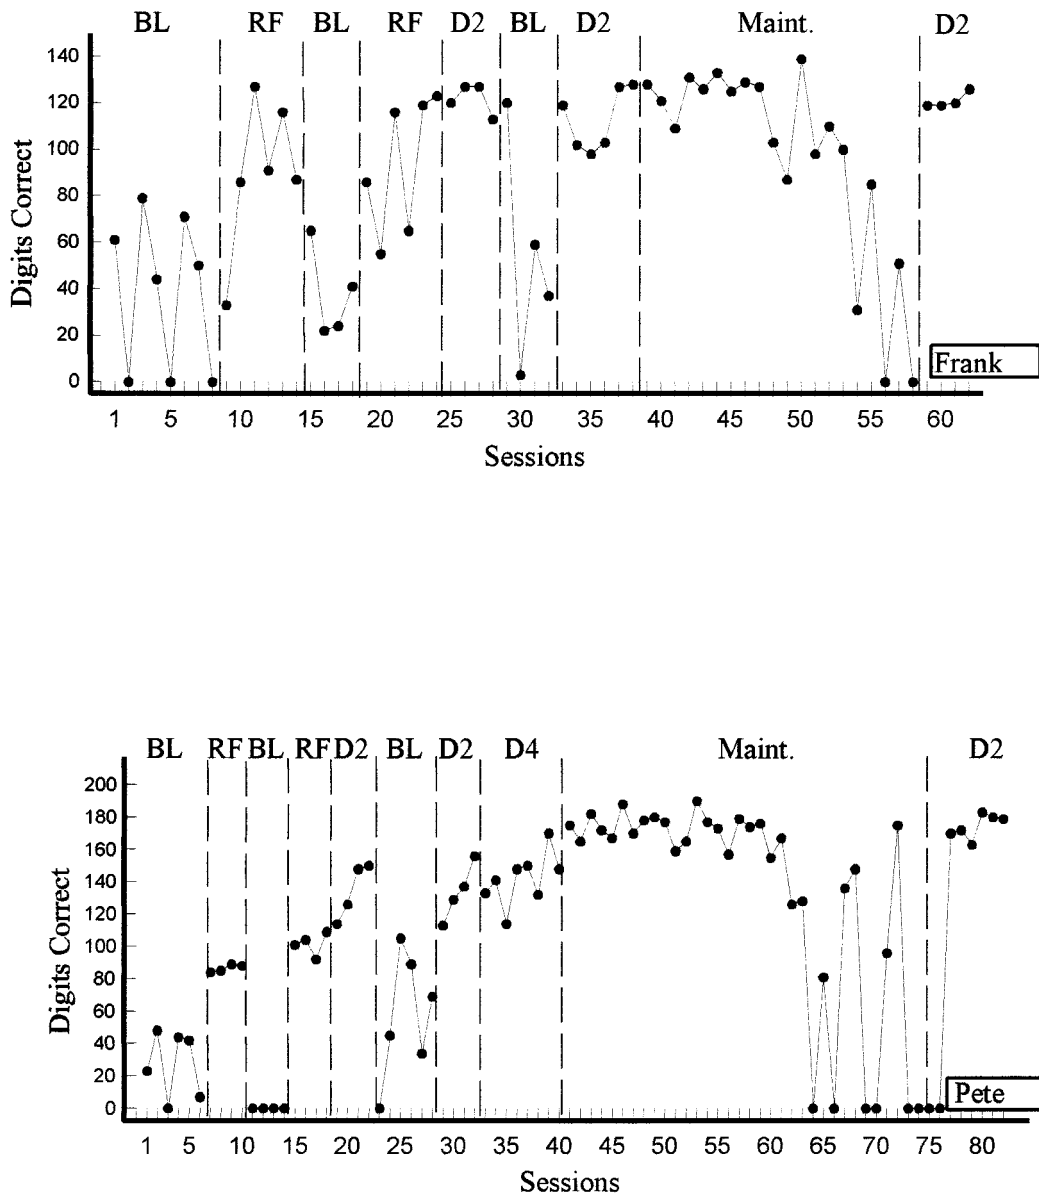 BL RF BL RF D2 BL D2 Maint. D2
140
120
100
80
60
40
20
0
Digits Correct
Frank
1 5 10 15 20 25 30 35 40 45 50 55 60
Sessions
BL RF BL RF D2 BL D2 D4 Maint. D2
200
180
160
140
120
100
80
60
40
20
0
Digits Correct
Pete
1 5 10 15 20 25 30 35 40 45 50 55 60 65 70 75 80
Sessions